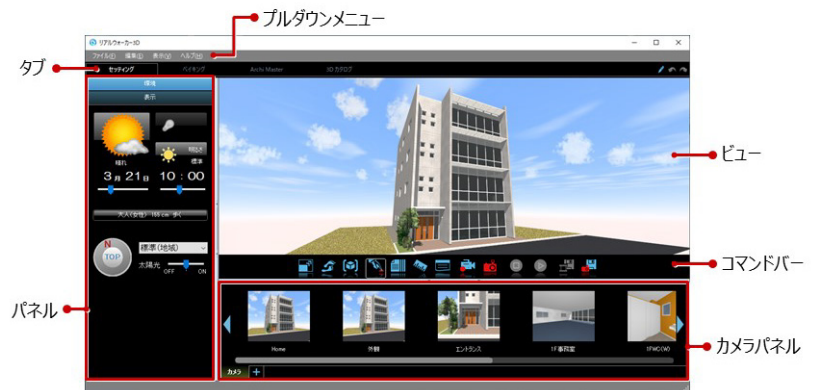 プルダウンメニュー
リアルウォーカー3D
ファイル(F) 編集(E) 表示(V) ヘルプ(H)
タブ
セッティング ベイキング Archi Master 3D カタログ
環境
表示
晴れ
標準
3月 21日 10:00
ビュー
大人(女性) 155 cm 歩く
N
TOP
標準(地域)
太陽光 OFF ON
コマンドバー
パネル
カメラパネル
Home 外観 エントランス 1F事務室 1FWC(W)
カメラ